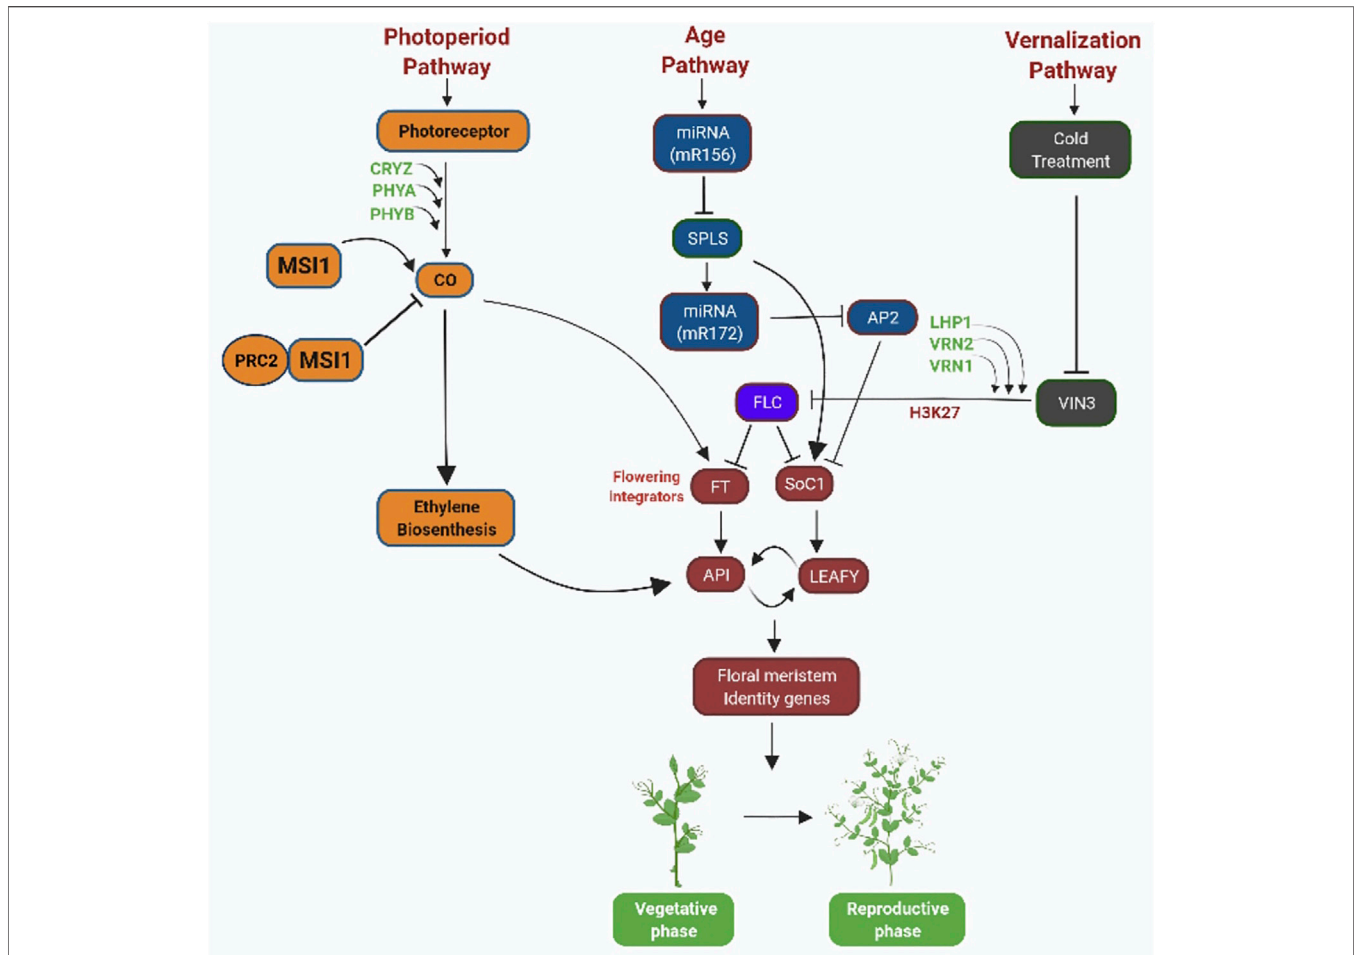 Photoperiod
Pathway
Age
Pathway
Vernalization
Pathway
Photoreceptor
miRNA
(mR156)
Cold
Treatment
CRYZ
PHYA
PHYB
SPLS
MSI1
CO
miRNA
(mR172)
AP2
LHP1
VRN2
VRN1
PRC2
MSI1
FLC
H3K27
VIN3
Flowering
integrators
FT
SoC1
Ethylene
Biosenthesis
API
LEAFY
Floral meristem
Identity genes
Vegetative
phase
Reproductive
phase